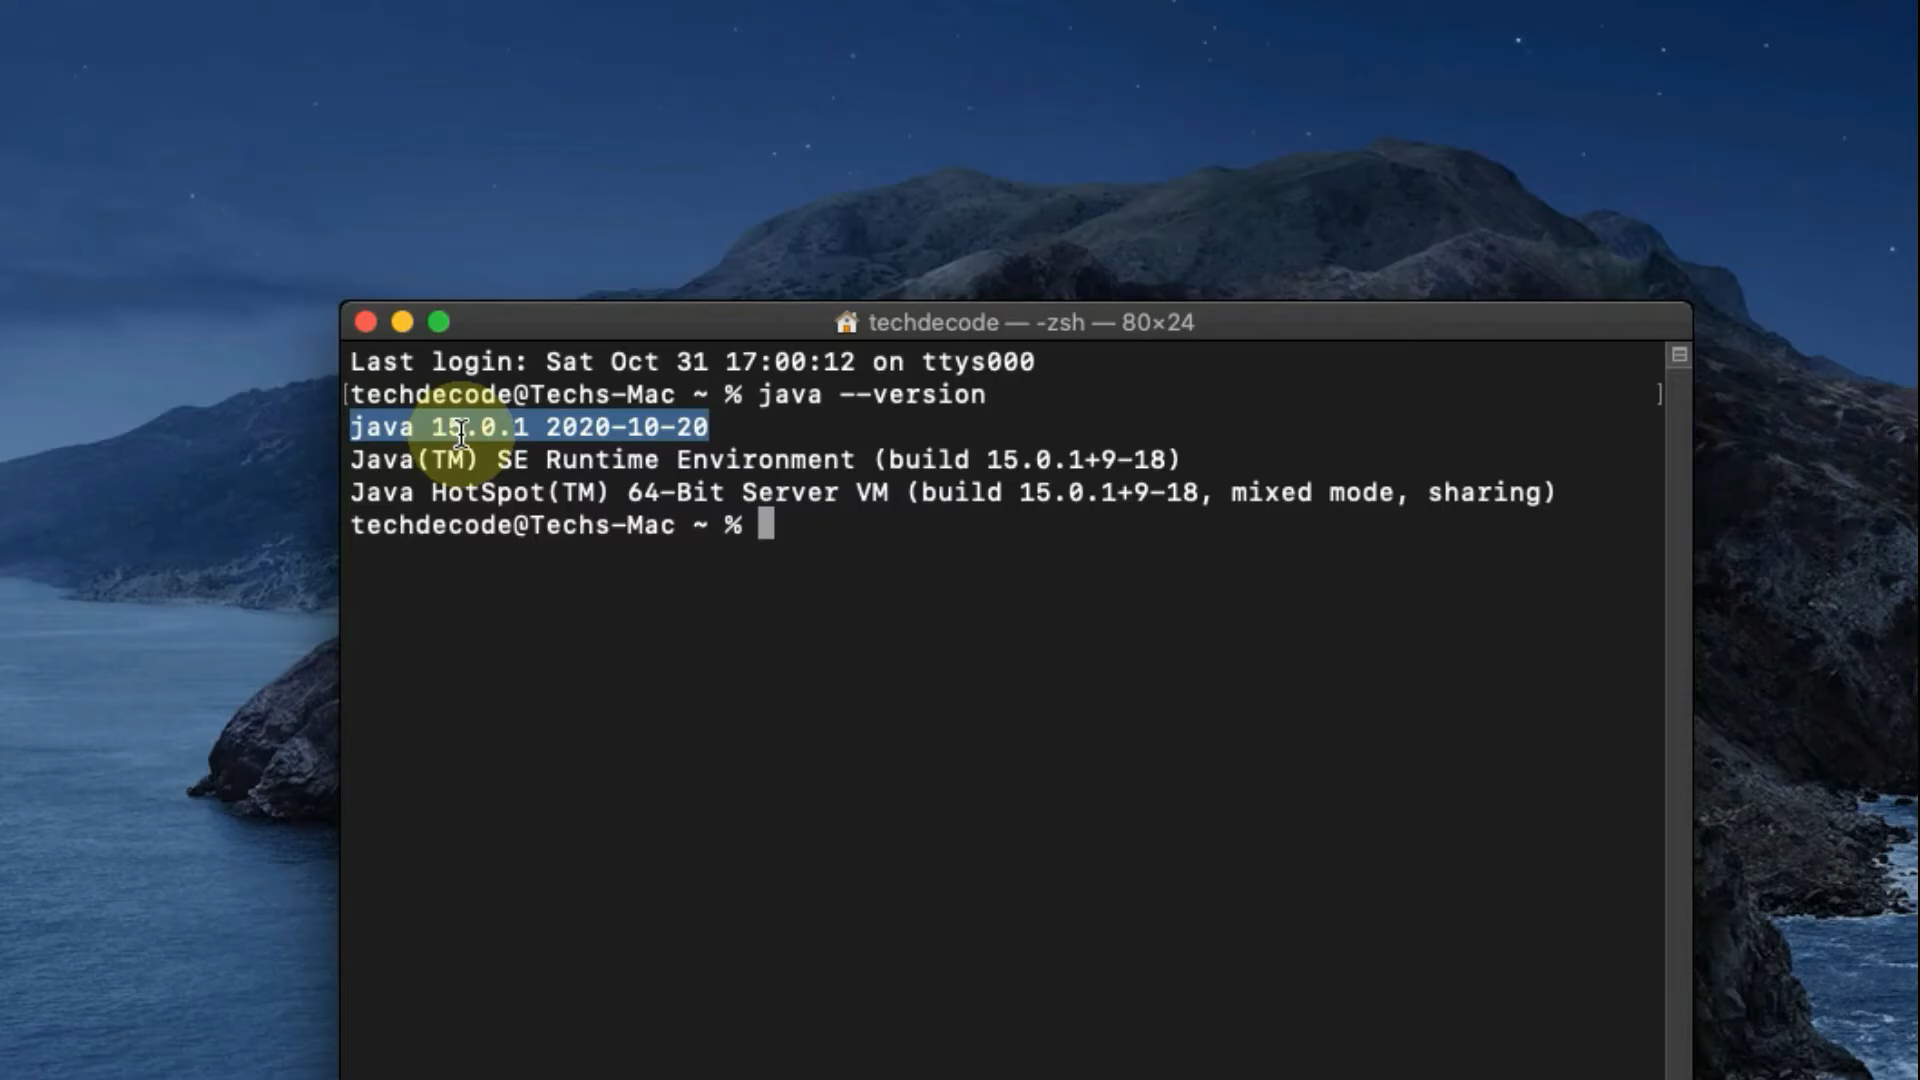 techdecode — -zsh — 80×24
Last login: Sat Oct 31 17:00:12 on ttys000
[techdecode@Techs-Mac ~ % java --version ]
java 15.0.1 2020-10-20
Java(TM) SE Runtime Environment (build 15.0.1+9-18)
Java HotSpot(TM) 64-Bit Server VM (build 15.0.1+9-18, mixed mode, sharing)
techdecode@Techs-Mac ~ %